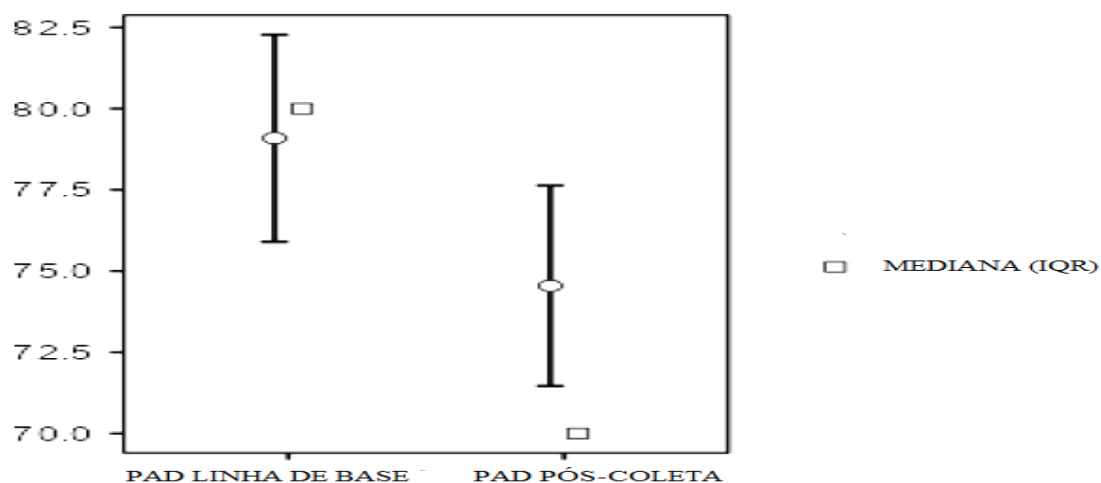 82.5
80.0
77.5
75.0
72.5
70.0
PAD LINHA DE BASE
PAD PÓS-COLETA
MEDIANA (IQR)